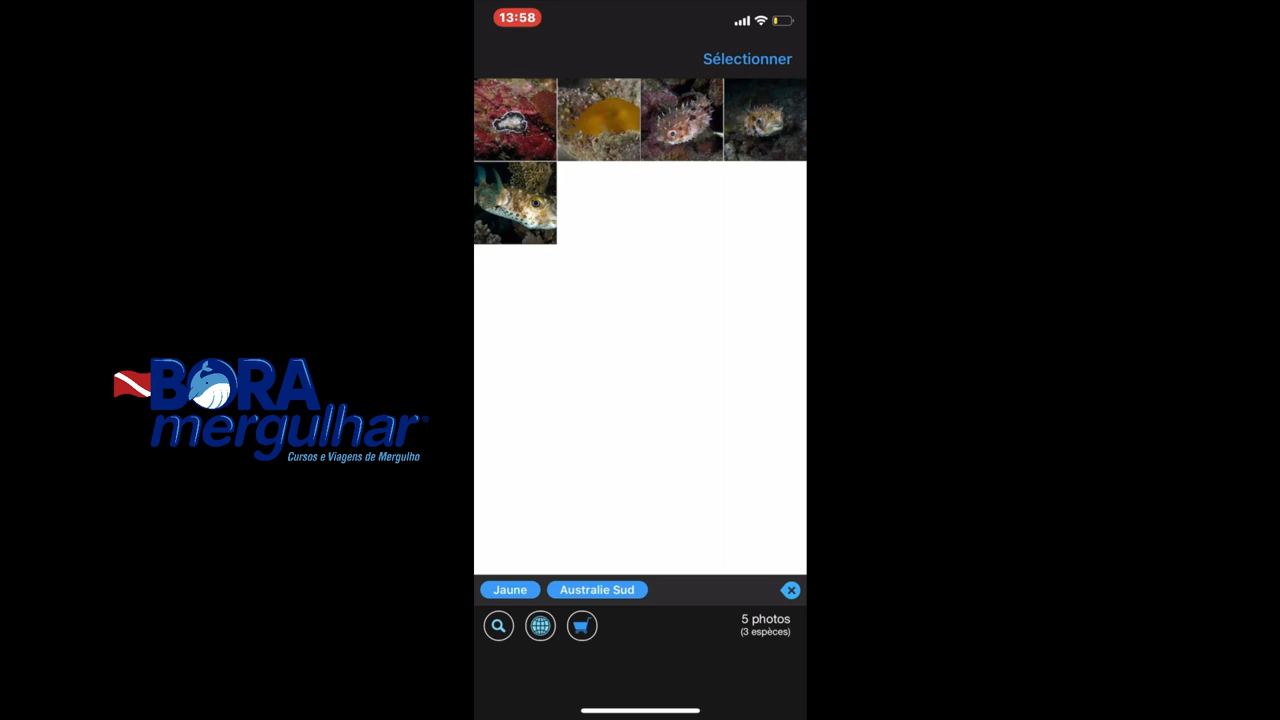 13:58
Sélectionner
BORA
mergulhar
Cursos e Viagens de Mergulho
Jaune
Australie Sud
5 photos
(3 espèces)